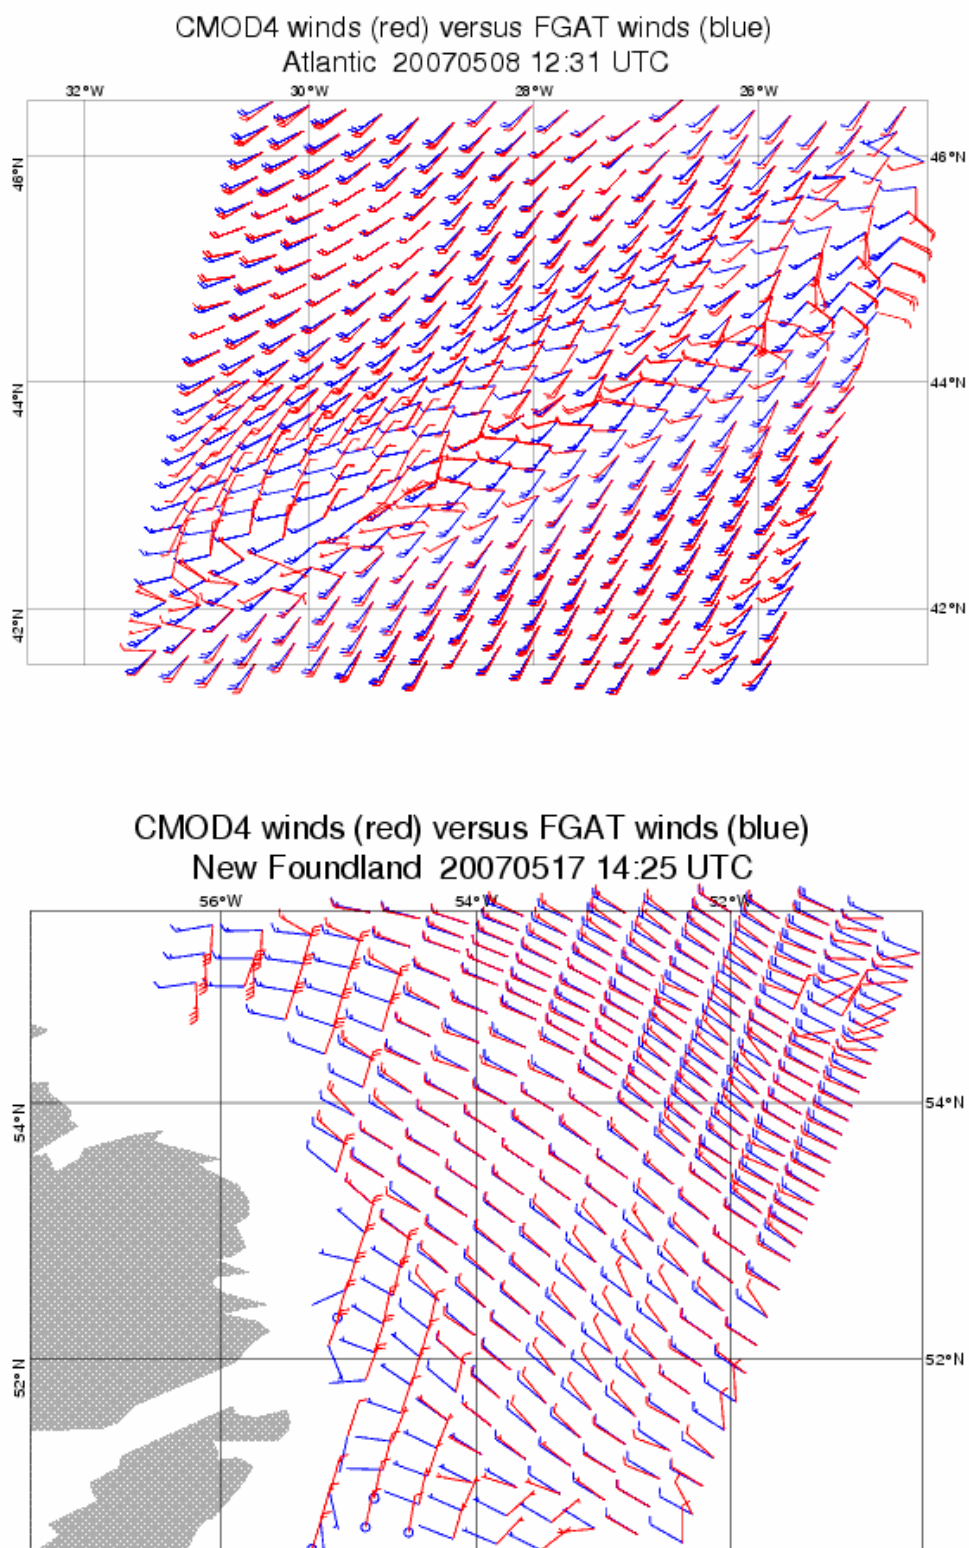 CMOD4 winds (red) versus FGAT winds (blue)
Atlantic 20070508 12:31 UTC
32°W 30°W 28°W 26°W
46°N 46°N
44°N 44°N
42°N 42°N
CMOD4 winds (red) versus FGAT winds (blue)
New Foundland 20070517 14:25 UTC
56°W 54°W 52°W
54°N 54°N
52°N 52°N